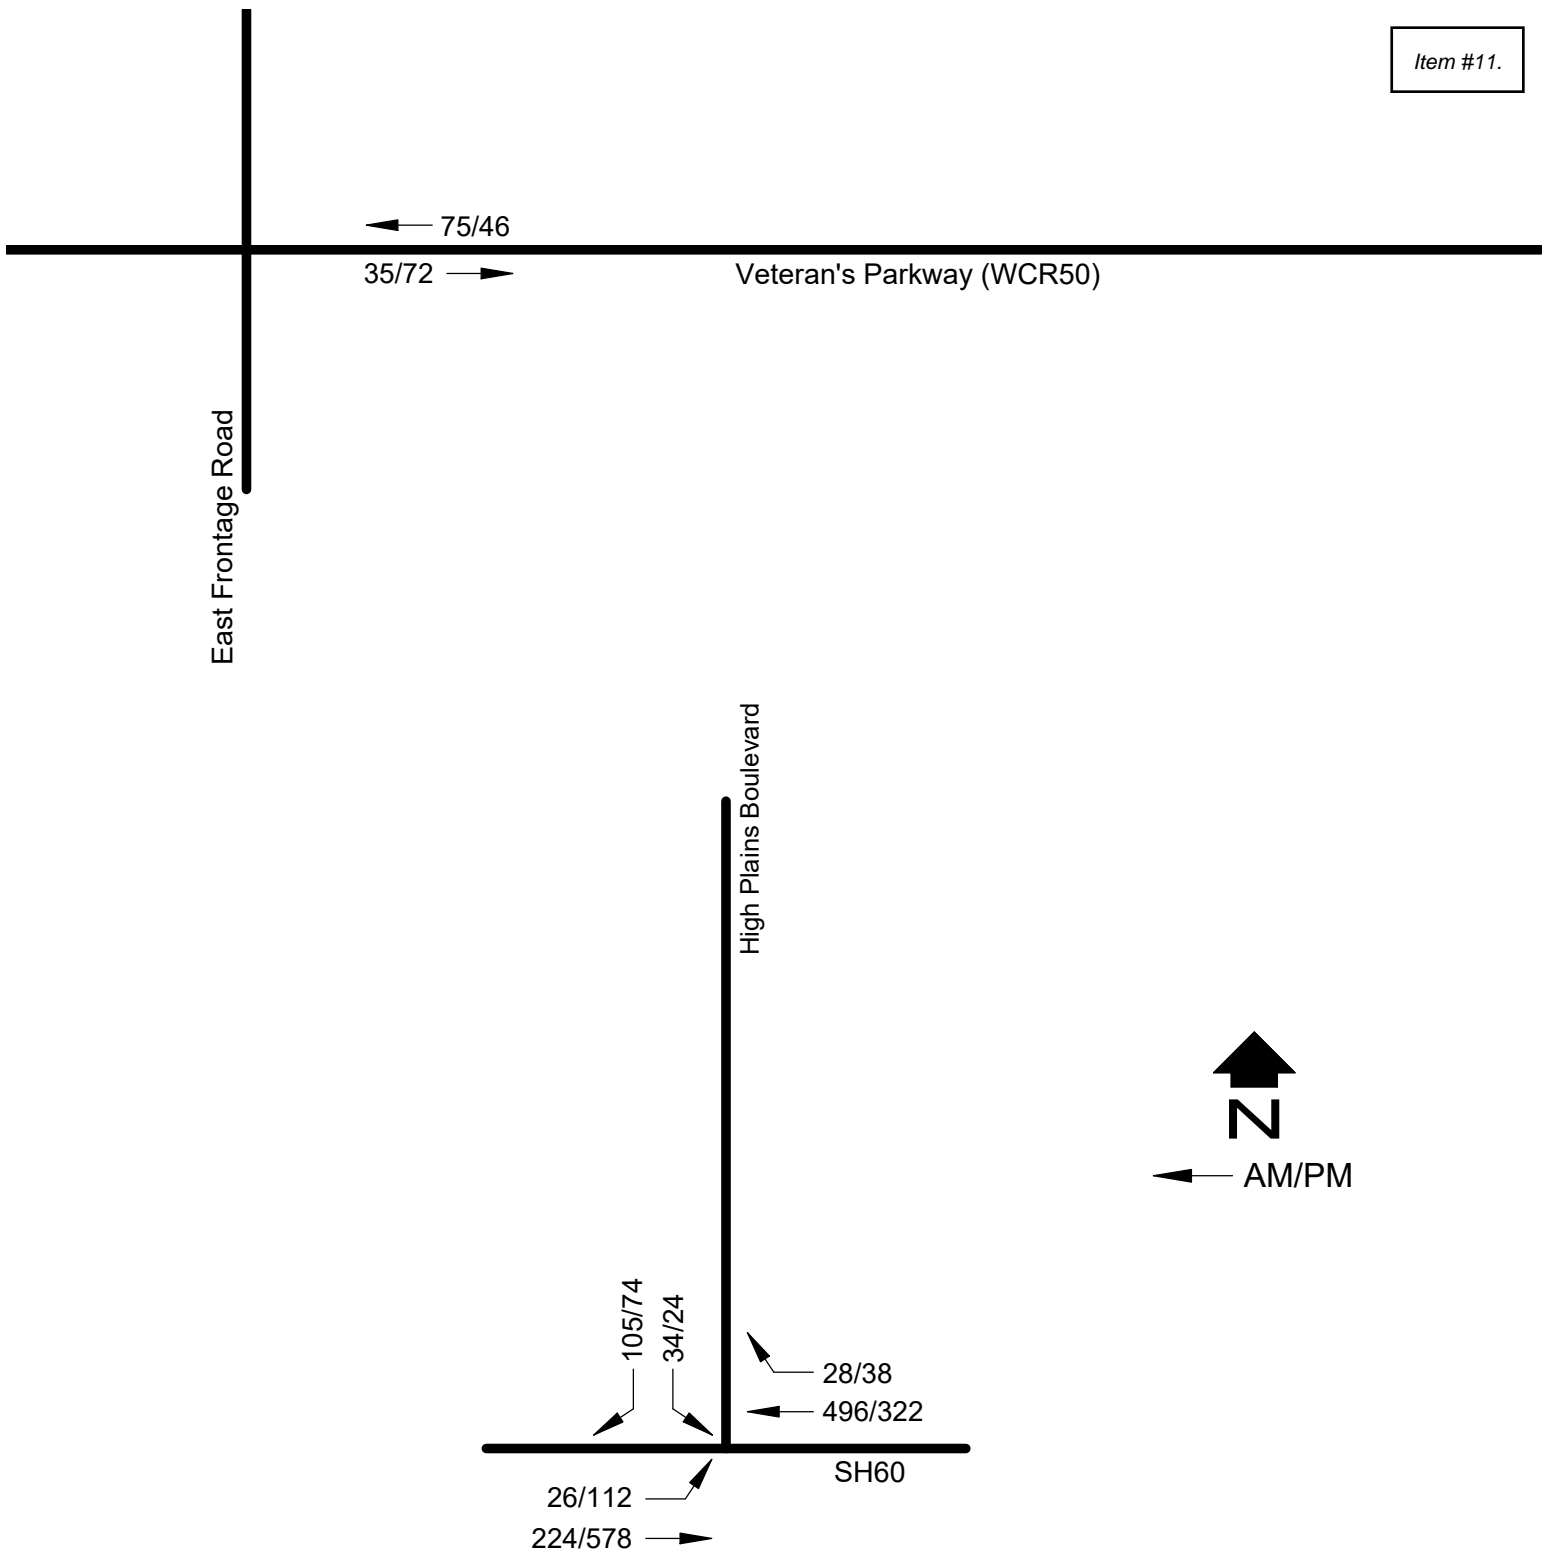 Item #11.
75/46
35/72
Veteran's Parkway (WCR50)
East Frontage Road
High Plains Boulevard
N
AM/PM
105/74
34/24
28/38
496/322
SH60
26/112
224/578